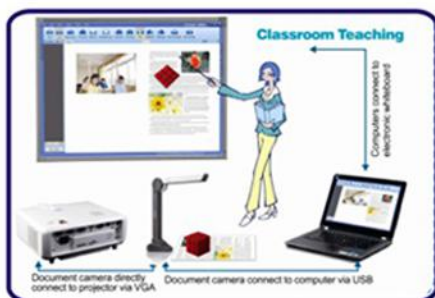 Classroom Teaching
Computers connect to
electronic whiteboard
Document camera directly
connect to projector via VGA
Document camera connect to computer via USB